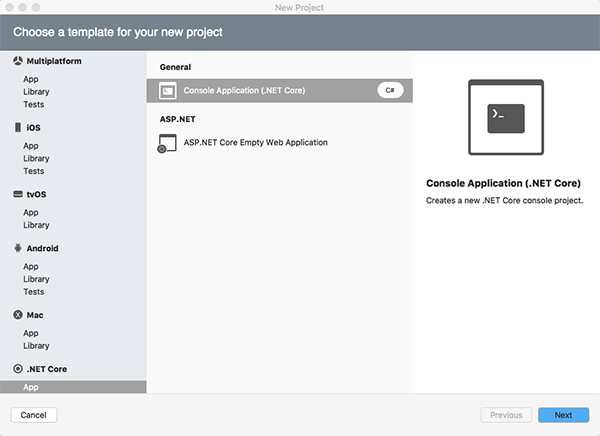 New Project
Choose a template for your new project
Multiplatform
App
Library
Tests
iOS
App
Library
Tests
tvOS
App
Library
Android
App
Library
Tests
Mac
App
Library
.NET Core
App
General
Console Application (.NET Core)
C#
ASP.NET
ASP.NET Core Empty Web Application
Console Application (.NET Core)
Creates a new .NET Core console project.
Cancel
Previous
Next